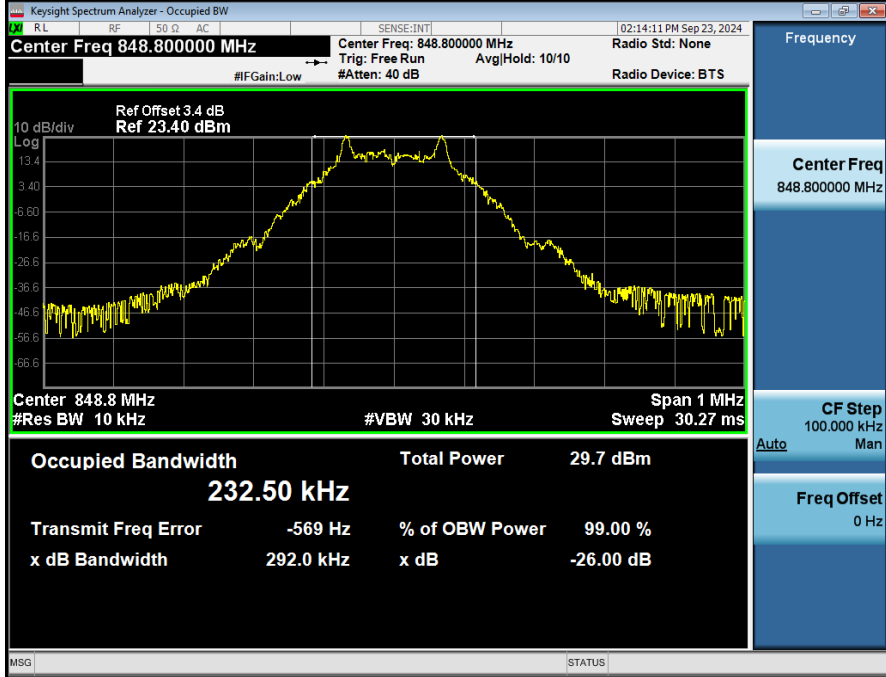 Keysight Spectrum Analyzer - Occupied BW
LXI RL RF 50 Ω AC SENSE:INT 02:14:11 PM Sep 23, 2024
Center Freq 848.800000 MHz
Center Freq: 848.800000 MHz
Radio Std: None
Trig: Free Run Avg|Hold: 10/10
#IFGain:Low
#Atten: 40 dB
Radio Device: BTS
Frequency
Ref Offset 3.4 dB
10 dB/div Ref 23.40 dBm
Log
13.4
3.40
-6.60
-16.6
-26.6
-36.6
-46.6
-56.6
-66.6
Center 848.8 MHz Span 1 MHz
#Res BW 10 kHz #VBW 30 kHz Sweep 30.27 ms
Occupied Bandwidth Total Power 29.7 dBm
232.50 kHz
Transmit Freq Error -569 Hz % of OBW Power 99.00 %
x dB Bandwidth 292.0 kHz x dB -26.00 dB
Center Freq
848.800000 MHz
CF Step
100.000 kHz
Auto Man
Freq Offset
0 Hz
MSG STATUS